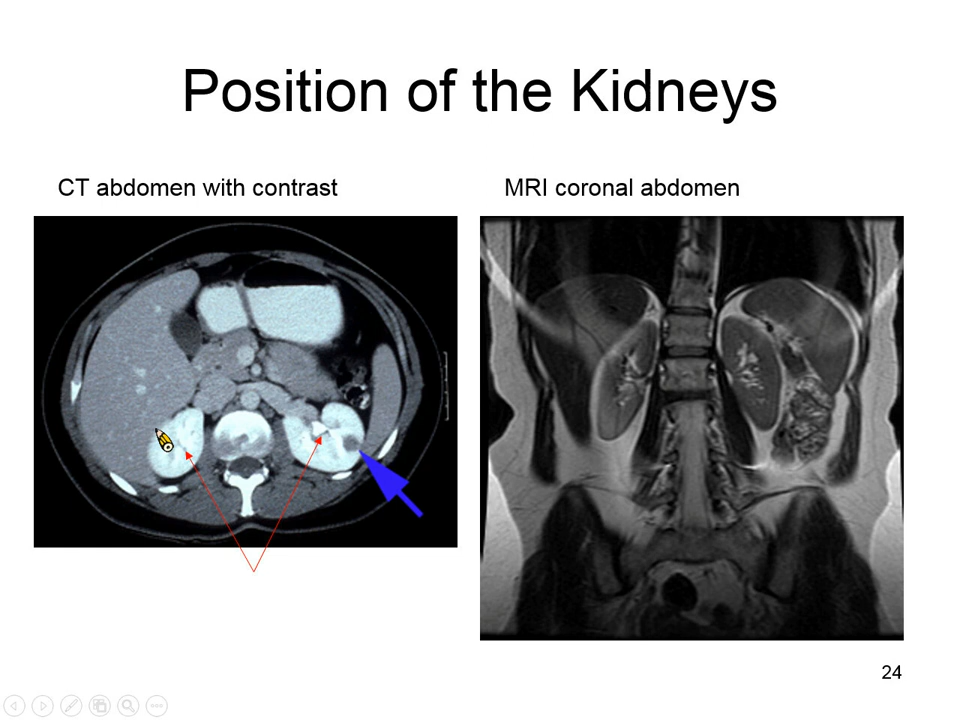 Position of the Kidneys
CT abdomen with contrast
MRI coronal abdomen
24